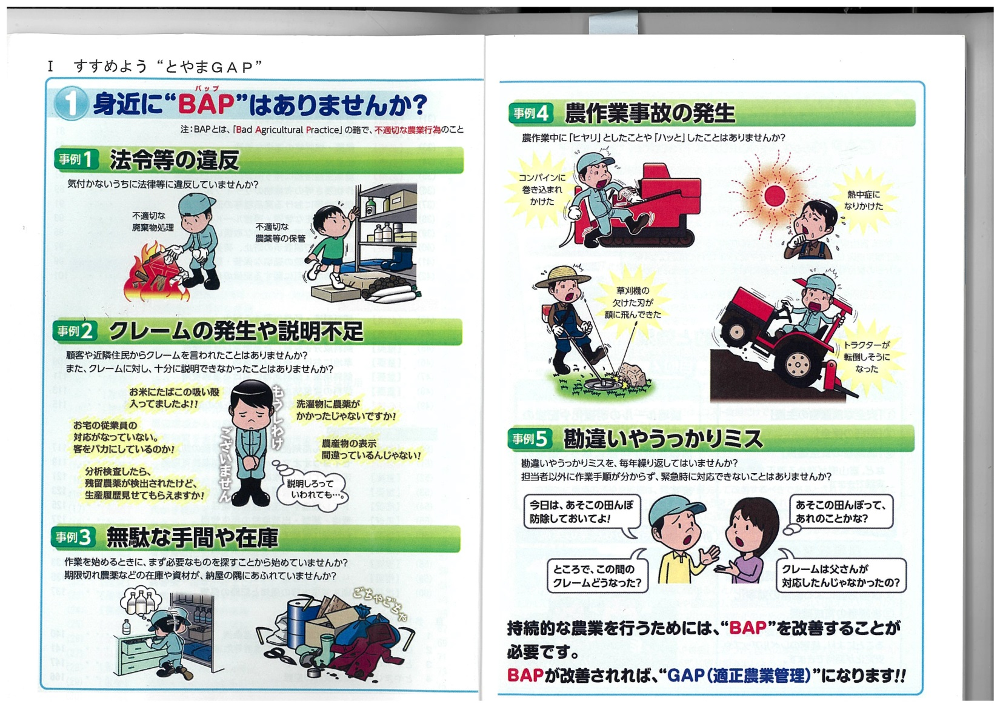 Ⅰ　すすめよう“とやまＧＡＰ”
バップ
1 身近に“BAP”はありませんか？
注：BAPとは、「Bad Agricultural Practice」の略で、不適切な農業行為のこと
事例1 法令等の違反
気付かないうちに法律等に違反していませんか？
不適切な
廃棄物処理
不適切な
農薬等の保管
事例2 クレームの発生や説明不足
顧客や近隣住民からクレームを言われたことはありませんか？
また、クレームに対し、十分に説明できなかったことはありませんか？
お米にたばこの吸い殻
入ってましたよ！！
お宅の従業員の
対応がなっていない。
客をバカにしているのか！
分析検査したら、
残留農薬が検出されたけど、
生産履歴見せてもらえますか！
もうしわけ
ございません
洗濯物に農薬が
かかったじゃないですか！
農産物の表示
間違っているんじゃない！
説明しろって
いわれても…。
事例3 無駄な手間や在庫
作業を始めるときに、まず必要なものを探すことから始めていませんか？
期限切れ農薬などの在庫や資材が、納屋の隅にあふれていませんか？
ごちゃごちゃ
事例4 農作業事故の発生
農作業中に「ヒヤリ」としたことや「ハッと」したことはありませんか？
コンバインに
巻き込まれ
かけた
熱中症に
なりかけた
草刈機の
欠けた刃が
顔に飛んできた
トラクターが
転倒しそうに
なった
事例5 勘違いやうっかりミス
勘違いやうっかりミスを、毎年繰り返してはいませんか？
担当者以外に作業手順が分からず、緊急時に対応できないことはありませんか？
今日は、あそこの田んぼ
防除しておいてよ！
あそこの田んぼって、
あれのことかな？
ところで、この間の
クレームどうなった？
クレームは父さんが
対応したんじゃなかったの？
持続的な農業を行うためには、“BAP”を改善することが
必要です。
BAPが改善されれば、“GAP（適正農業管理）”になります！！